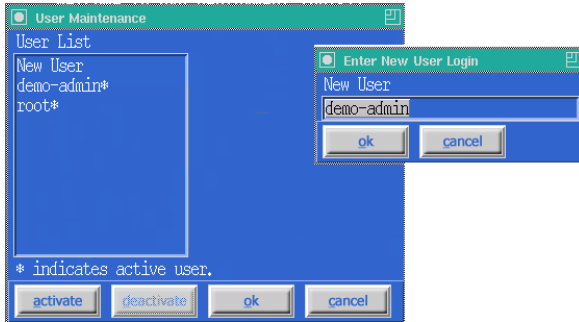 User Maintenance
User List
New User
demo-admin*
root*
* indicates active user.
activate deactivate ok cancel
Enter New User Login
New User
demo-admin
ok cancel